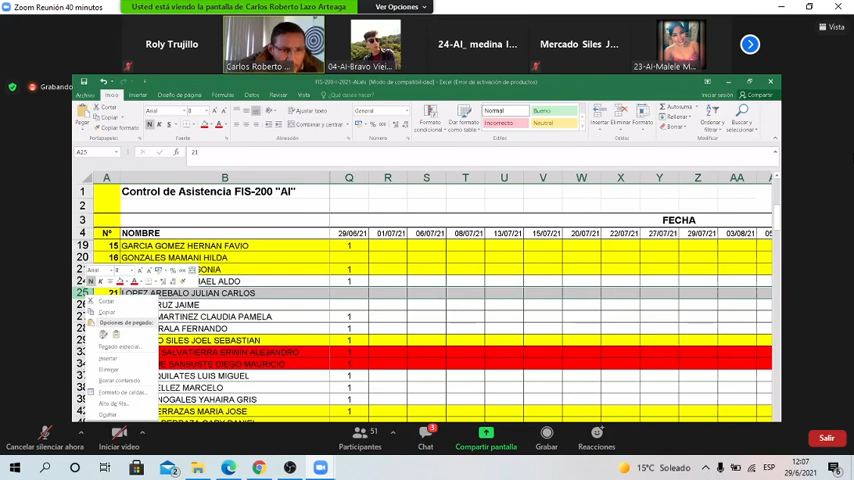 Zoom Reunión 40 minutos
Usted está viendo la pantalla de Carlos Roberto Lazo Arteaga
Ver Opciones
Vista
Roly Trujillo
Carlos Roberto ...
04-AI-Bravo Viei...
24-AI_ medina i...
Mercado Siles J...
23-AI-Malele M...
Grabando
FIS-200-I-2021-AI.xls [Modo de compatibilidad] (Error de activación de productos)
Archivo
Inicio
Insertar
Diseño de página
Fórmulas
Datos
Revisar
Vista
¿Qué desea hacer?
Iniciar sesión
Compartir
Pegar
Cortar
Copiar
Copiar formato
Portapapeles
Arial
Fuente
Ajustar texto
Combinar y centrar
Alineación
General
Número
Formato condicional
Dar formato como tabla
Normal
Bueno
Incorrecto
Neutral
Estilos
Insertar
Eliminar
Formato
Celdas
Autosuma
Rellenar
Borrar
Ordenar y filtrar
Buscar y seleccionar
A25
21
A B Q R S T U V W X Y Z AA
1 Control de Asistencia FIS-200 "AI"
2
3 FECHA
4 Nº NOMBRE 29/06/21 01/07/21 06/07/21 08/07/21 13/07/21 15/07/21 20/07/21 22/07/21 27/07/21 29/07/21 03/08/21
19 15 GARCIA GOMEZ HERNAN FAVIO 1
20 16 GONZALES MAMANI HILDA
SONIA 1
HAEL ALDO 1
25 21 LOPEZ AREBALO JULIAN CARLOS
RUZ JAIME
MARTINEZ CLAUDIA PAMELA 1
RALA FERNANDO 1
O SILES JOEL SEBASTIAN 1
SALVATIERRA ERWIN ALEJANDRO 1
E SANSUSTE DIEGO MAURICIO 1
QUILATES LUIS MIGUEL 1
ELLEZ MARCELO 1
NOGALES YAHAIRA GRIS 1
ERRAZAS MARIA JOSE 1
Cortar
Copiar
Opciones de pegado:
Pegado especial...
Insertar
Eliminar
Borrar contenido
Formato de celdas...
Alto de fila...
Ocultar
Cancelar silenciar ahora
Iniciar video
51
Participantes
3
Chat
Compartir pantalla
Grabar
Reacciones
Salir
15°C Soleado
ESP
12:07
29/6/2021